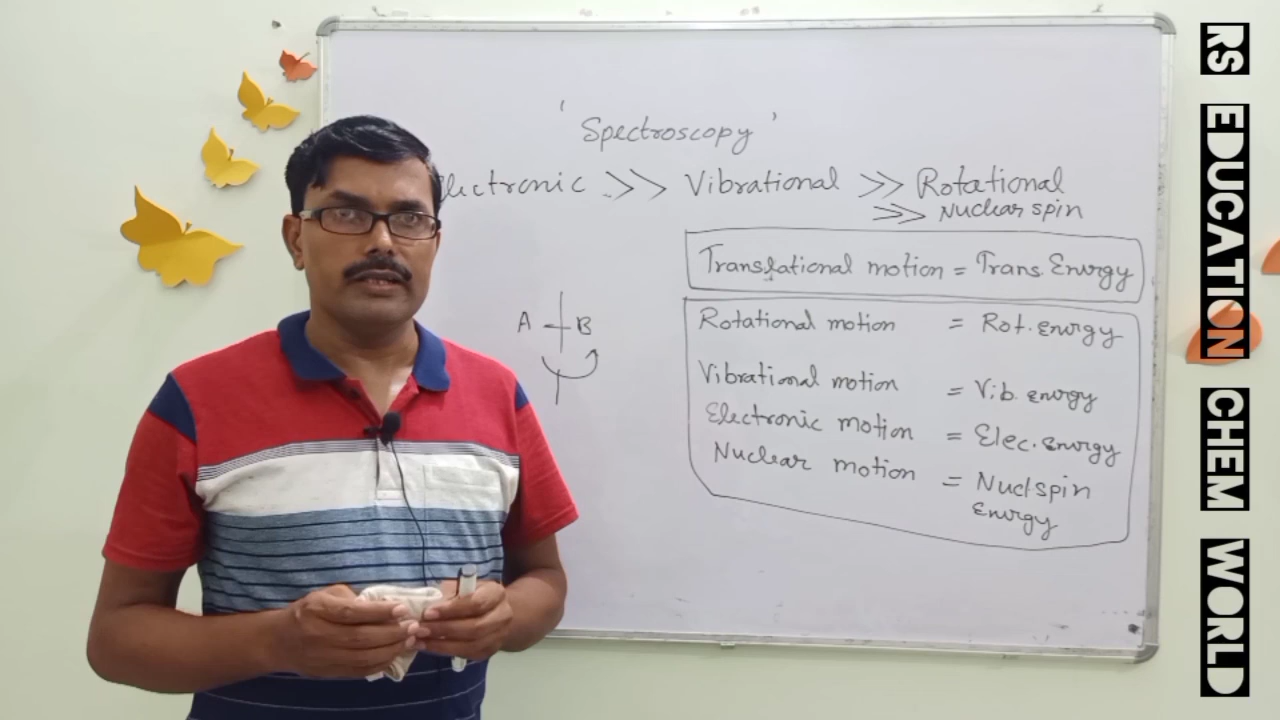 ' Spectroscopy '
Electronic >> Vibrational >> Rotational
>> Nuclear spin
Translational motion = Trans. Energy
A B
Rotational motion = Rot. energy
Vibrational motion = Vib. energy
Electronic motion = Elec. energy
Nuclear motion = Nucl spin
Energy
RS EDUCATION CHEM WORLD